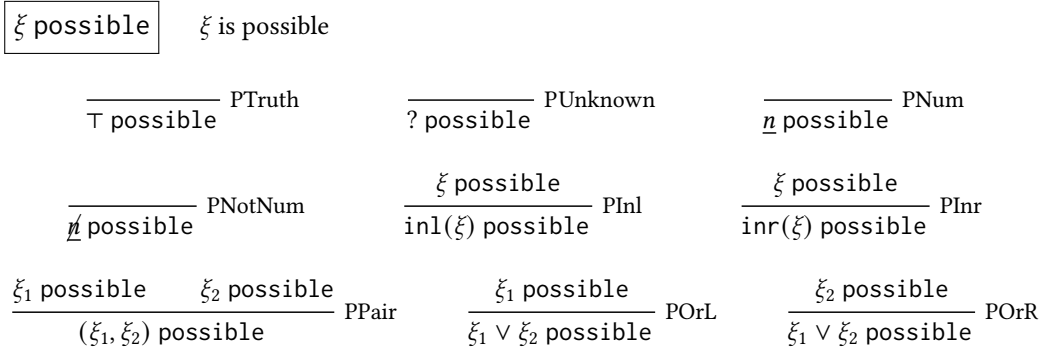 ξ possible ξ is possible
⊤ possible PTruth ? possible PUnknown n̲ possible PNum
n̸̲ possible PNotNum ξ possible inl(ξ) possible PInl ξ possible inr(ξ) possible PInr
ξ₁ possible ξ₂ possible (ξ₁, ξ₂) possible PPair ξ₁ possible ξ₁ ∨ ξ₂ possible POrL ξ₂ possible ξ₁ ∨ ξ₂ possible POrR